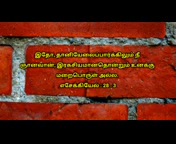 இதோ, தானியேலைப்பார்க்கிலும் நீ
ஞானவான்; இரகசியமானதொன்றும் உனக்கு
மறைபொருள் அல்ல.
எசேக்கியேல் : 28 :3